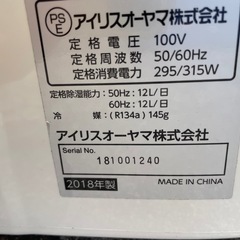 PS
E
アイリスオーヤマ株式会社
定格電圧 100V
定格周波数 50/60Hz
定格消費電力 295/315W
定格除湿能力: 50Hz: 12L/日
60Hz: 12L/日
冷 媒: (R134a) 145g
アイリスオーヤマ株式会社
Serial No.
181001240
2018年製 MADE IN CHINA